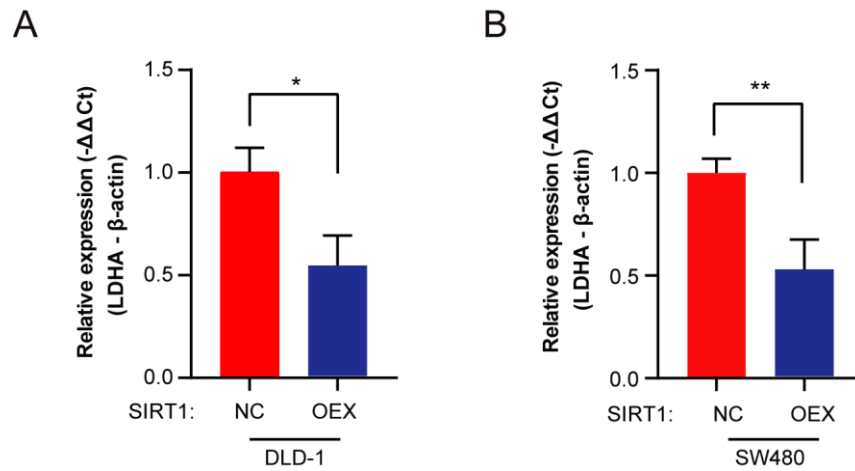 A
Relative expression (-ΔΔCt)
(LDHA - β-actin)
1.5
1.0
0.5
0.0
*
SIRT1: NC OEX
DLD-1
B
Relative expression (-ΔΔCt)
(LDHA - β-actin)
1.5
1.0
0.5
0.0
**
SIRT1: NC OEX
SW480